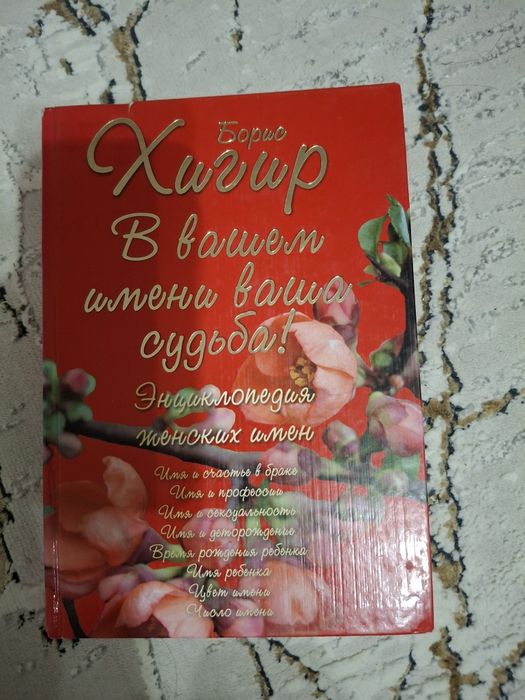 Борис
Хигир
В вашем
имени ваша
судьба!
Энциклопедия
женских имен
Имя и счастье в браке
Имя и профессии
Имя и сексуальность
Имя и деторождение
Время рождения ребенка
Имя ребенка
Цвет имени
Число имени